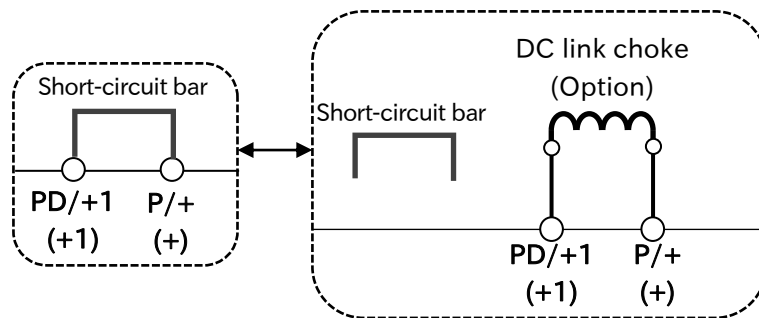 Short-circuit bar
PD/+1 P/+
(+1) (+)
DC link choke
(Option)
Short-circuit bar
PD/+1 P/+
(+1) (+)